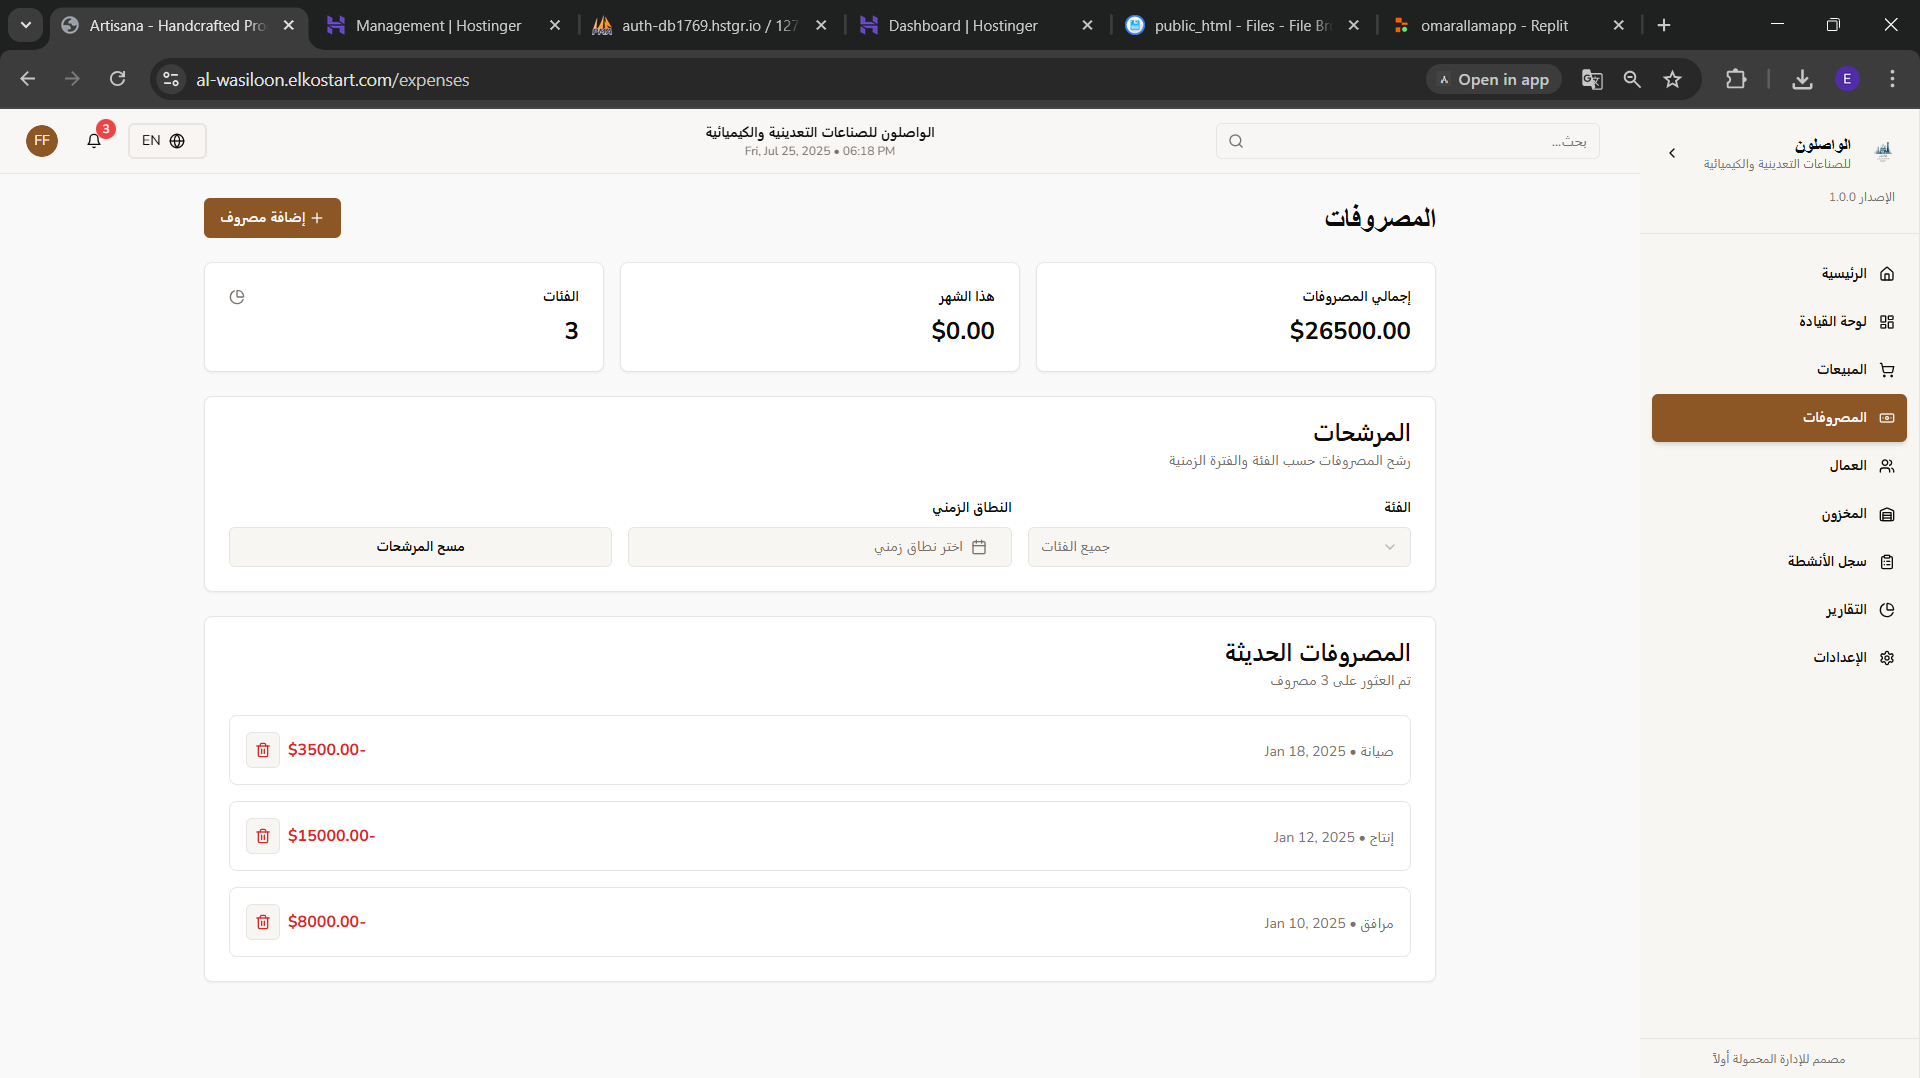 Artisana - Handcrafted Pro
Management | Hostinger
auth-db1769.hstgr.io / 127
Dashboard | Hostinger
public_html - Files - File Br
omarallamapp - Replit
al-wasiloon.elkostart.com/expenses
Open in app
E
FF
3
EN
الواصلون للصناعات التعدينية والكيميائية
Fri, Jul 25, 2025 • 06:18 PM
بحث...
الواصلون
للصناعات التعدينية والكيميائية
الإصدار 1.0.0
الرئيسية
لوحة القيادة
المبيعات
المصروفات
العمال
المخزون
سجل الأنشطة
التقارير
الإعدادات
مصمم للإدارة المحمولة أولاً
المصروفات
إضافة مصروف
إجمالي المصروفات
$26500.00
هذا الشهر
$0.00
الفئات
3
المرشحات
رشح المصروفات حسب الفئة والفترة الزمنية
الفئة
جميع الفئات
النطاق الزمني
اختر نطاق زمني
مسح المرشحات
المصروفات الحديثة
تم العثور على 3 مصروف
صيانة • Jan 18, 2025
$3500.00-
إنتاج • Jan 12, 2025
$15000.00-
مرافق • Jan 10, 2025
$8000.00-